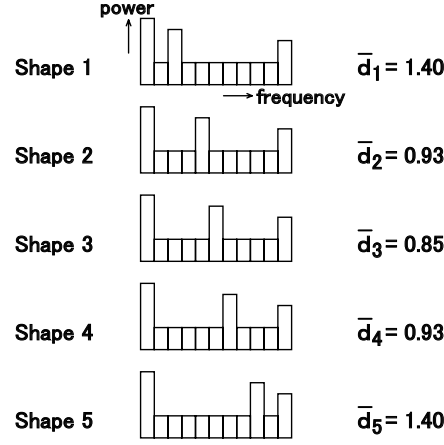 power
Shape 1 d̅₁ = 1.40
frequency
Shape 2 d̅₂ = 0.93
Shape 3 d̅₃ = 0.85
Shape 4 d̅₄ = 0.93
Shape 5 d̅₅ = 1.40